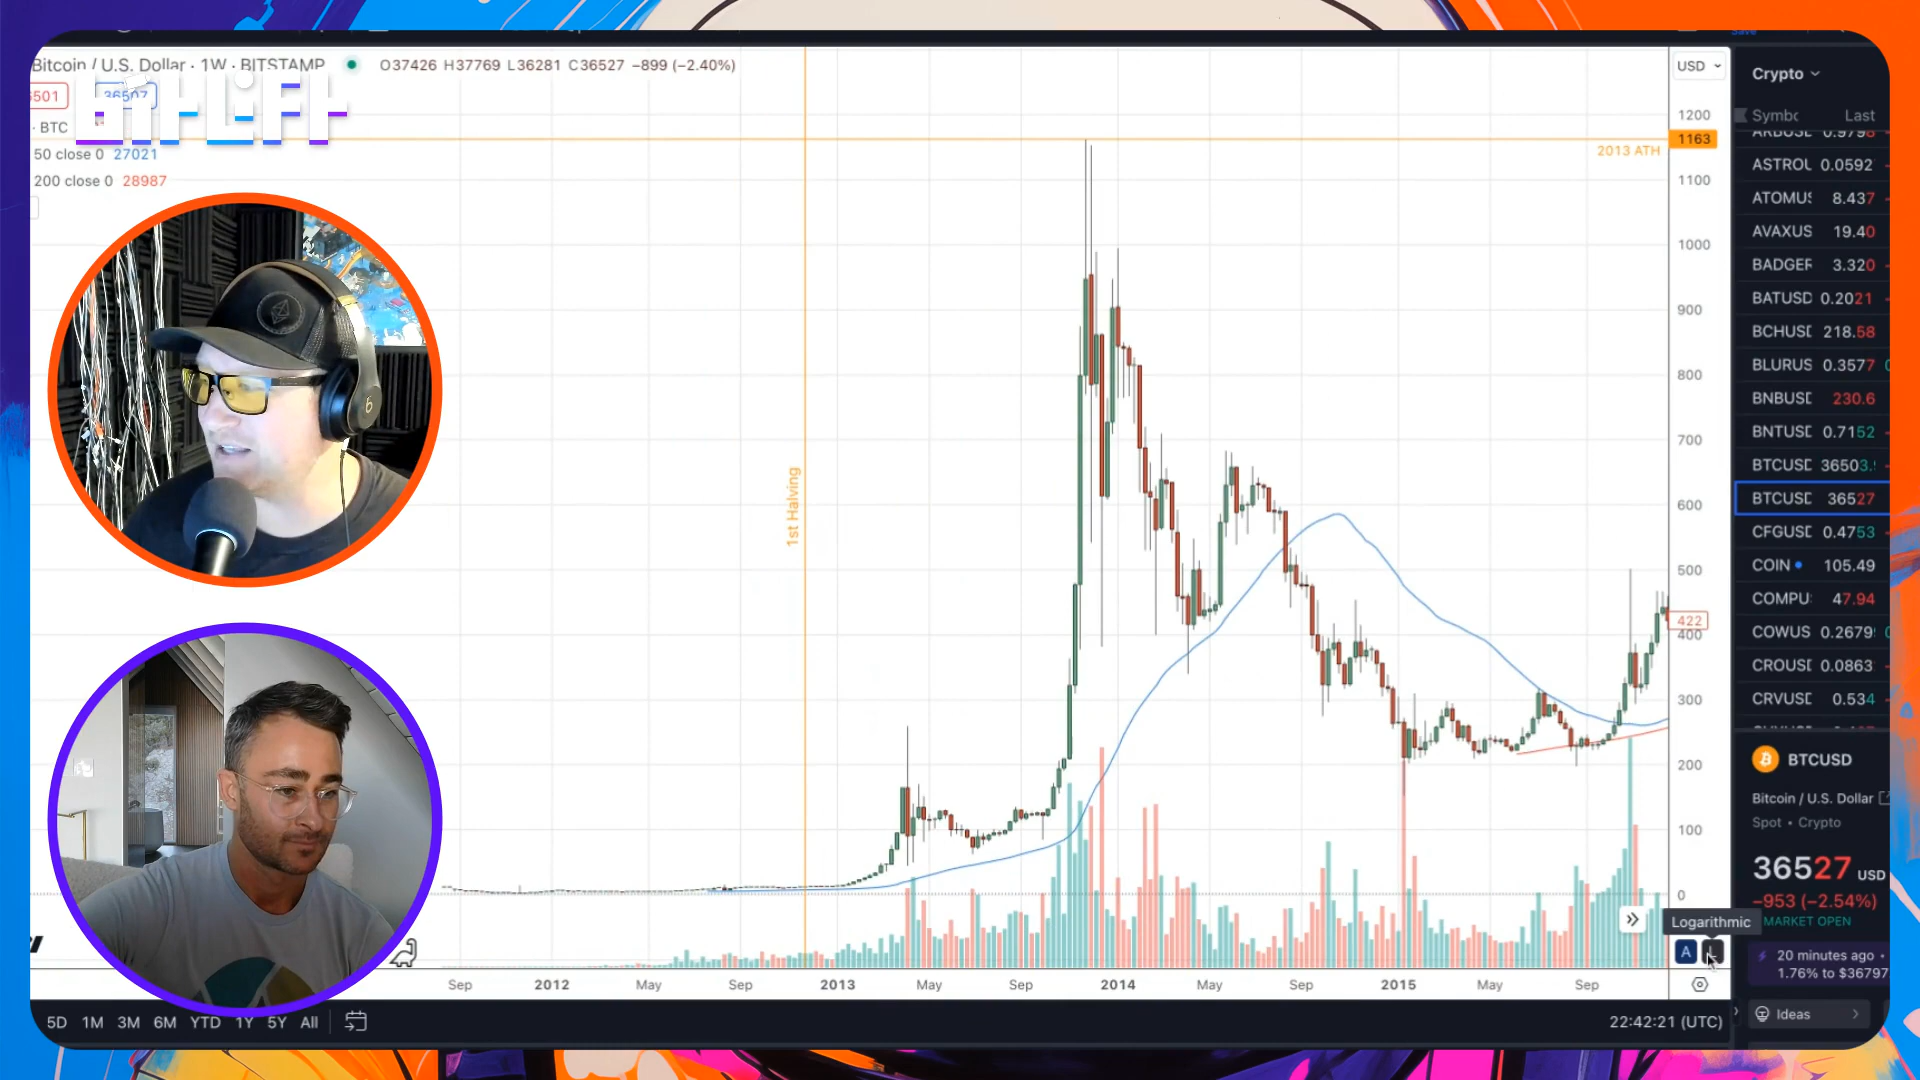 Bitcoin / U.S. Dollar · 1W · BITSTAMP
O37426 H37769 L36281 C36527 −899 (−2.40%)
36507
· BTC
50 close 0 27021
200 close 0 28987
USD
1200
1163
2013 ATH
1100
1000
900
800
700
600
500
422
400
300
200
100
0
1st Halving
Logarithmic
A
L
Sep 2012 May Sep 2013 May Sep 2014 May Sep 2015 May Sep
5D 1M 3M 6M YTD 1Y 5Y All
22:42:21 (UTC)
Crypto
Last
ASTROL 0.0592
ATOMUS 8.437
AVAXUS 19.40
BADGER 3.320
BATUSD 0.2021
BCHUSD 218.58
BLURUS 0.3577
BNBUSD 230.6
BNTUSD 0.7152
BTCUSD 36503.
BTCUSD 36527
CFGUSD 0.4753
COIN 105.49
COMPU 47.94
COWUS 0.2679
CROUSD 0.0863
CRVUSD 0.534
BTCUSD
Bitcoin / U.S. Dollar
Spot • Crypto
36527 USD
−953 (−2.54%)
MARKET OPEN
20 minutes ago •
1.76% to $36797
Ideas